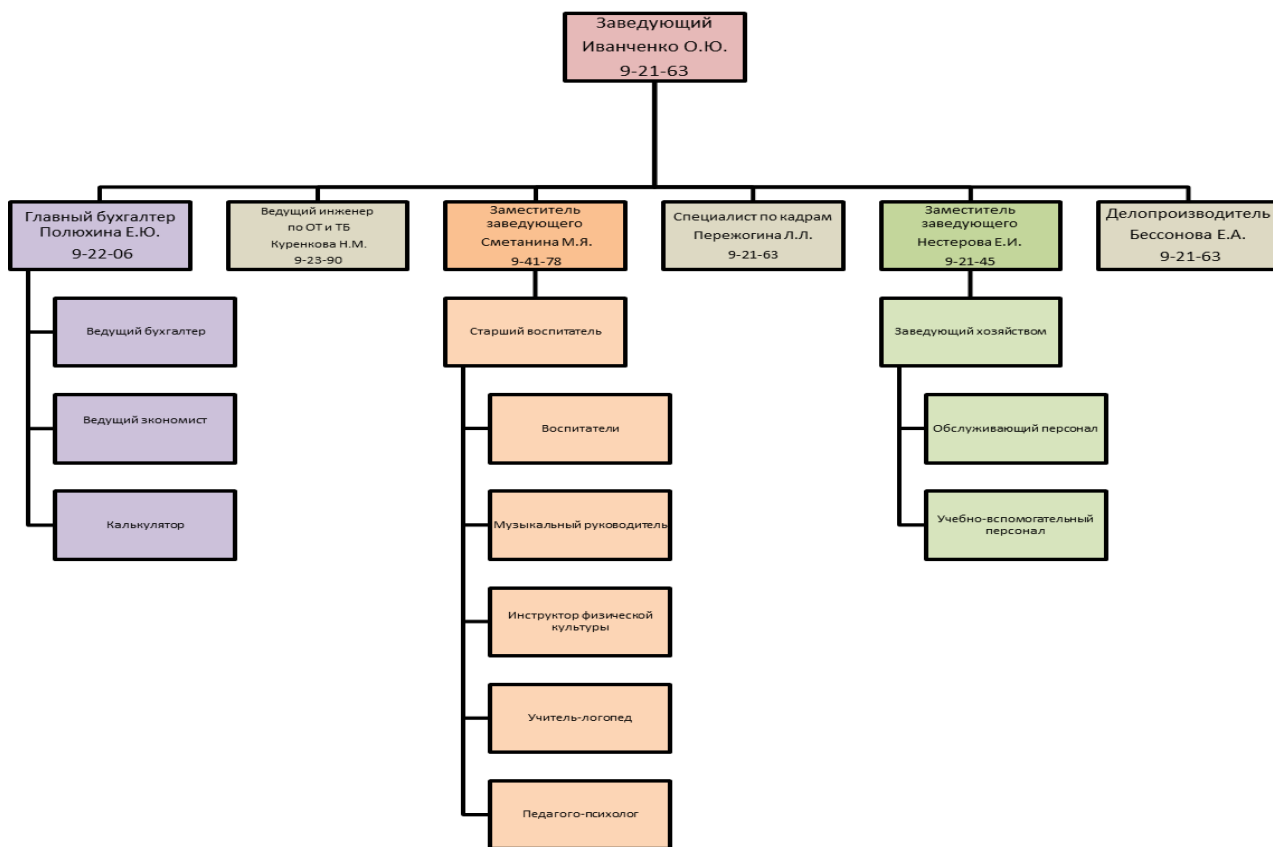 Заведующий
Иванченко О.Ю.
9-21-63
Главный бухгалтер
Полюхина Е.Ю.
9-22-06
Ведущий инженер
по ОТ и ТБ
Куренкова Н.М.
9-23-90
Заместитель
заведующего
Сметанина М.Я.
9-41-78
Специалист по кадрам
Пережогина Л.Л.
9-21-63
Заместитель
заведующего
Нестерова Е.И.
9-21-45
Делопроизводитель
Бессонова Е.А.
9-21-63
Ведущий бухгалтер
Ведущий экономист
Калькулятор
Старший воспитатель
Воспитатели
Музыкальный руководитель
Инструктор физической
культуры
Учитель-логопед
Педагого-психолог
Заведующий хозяйством
Обслуживающий персонал
Учебно-вспомогательный
персонал